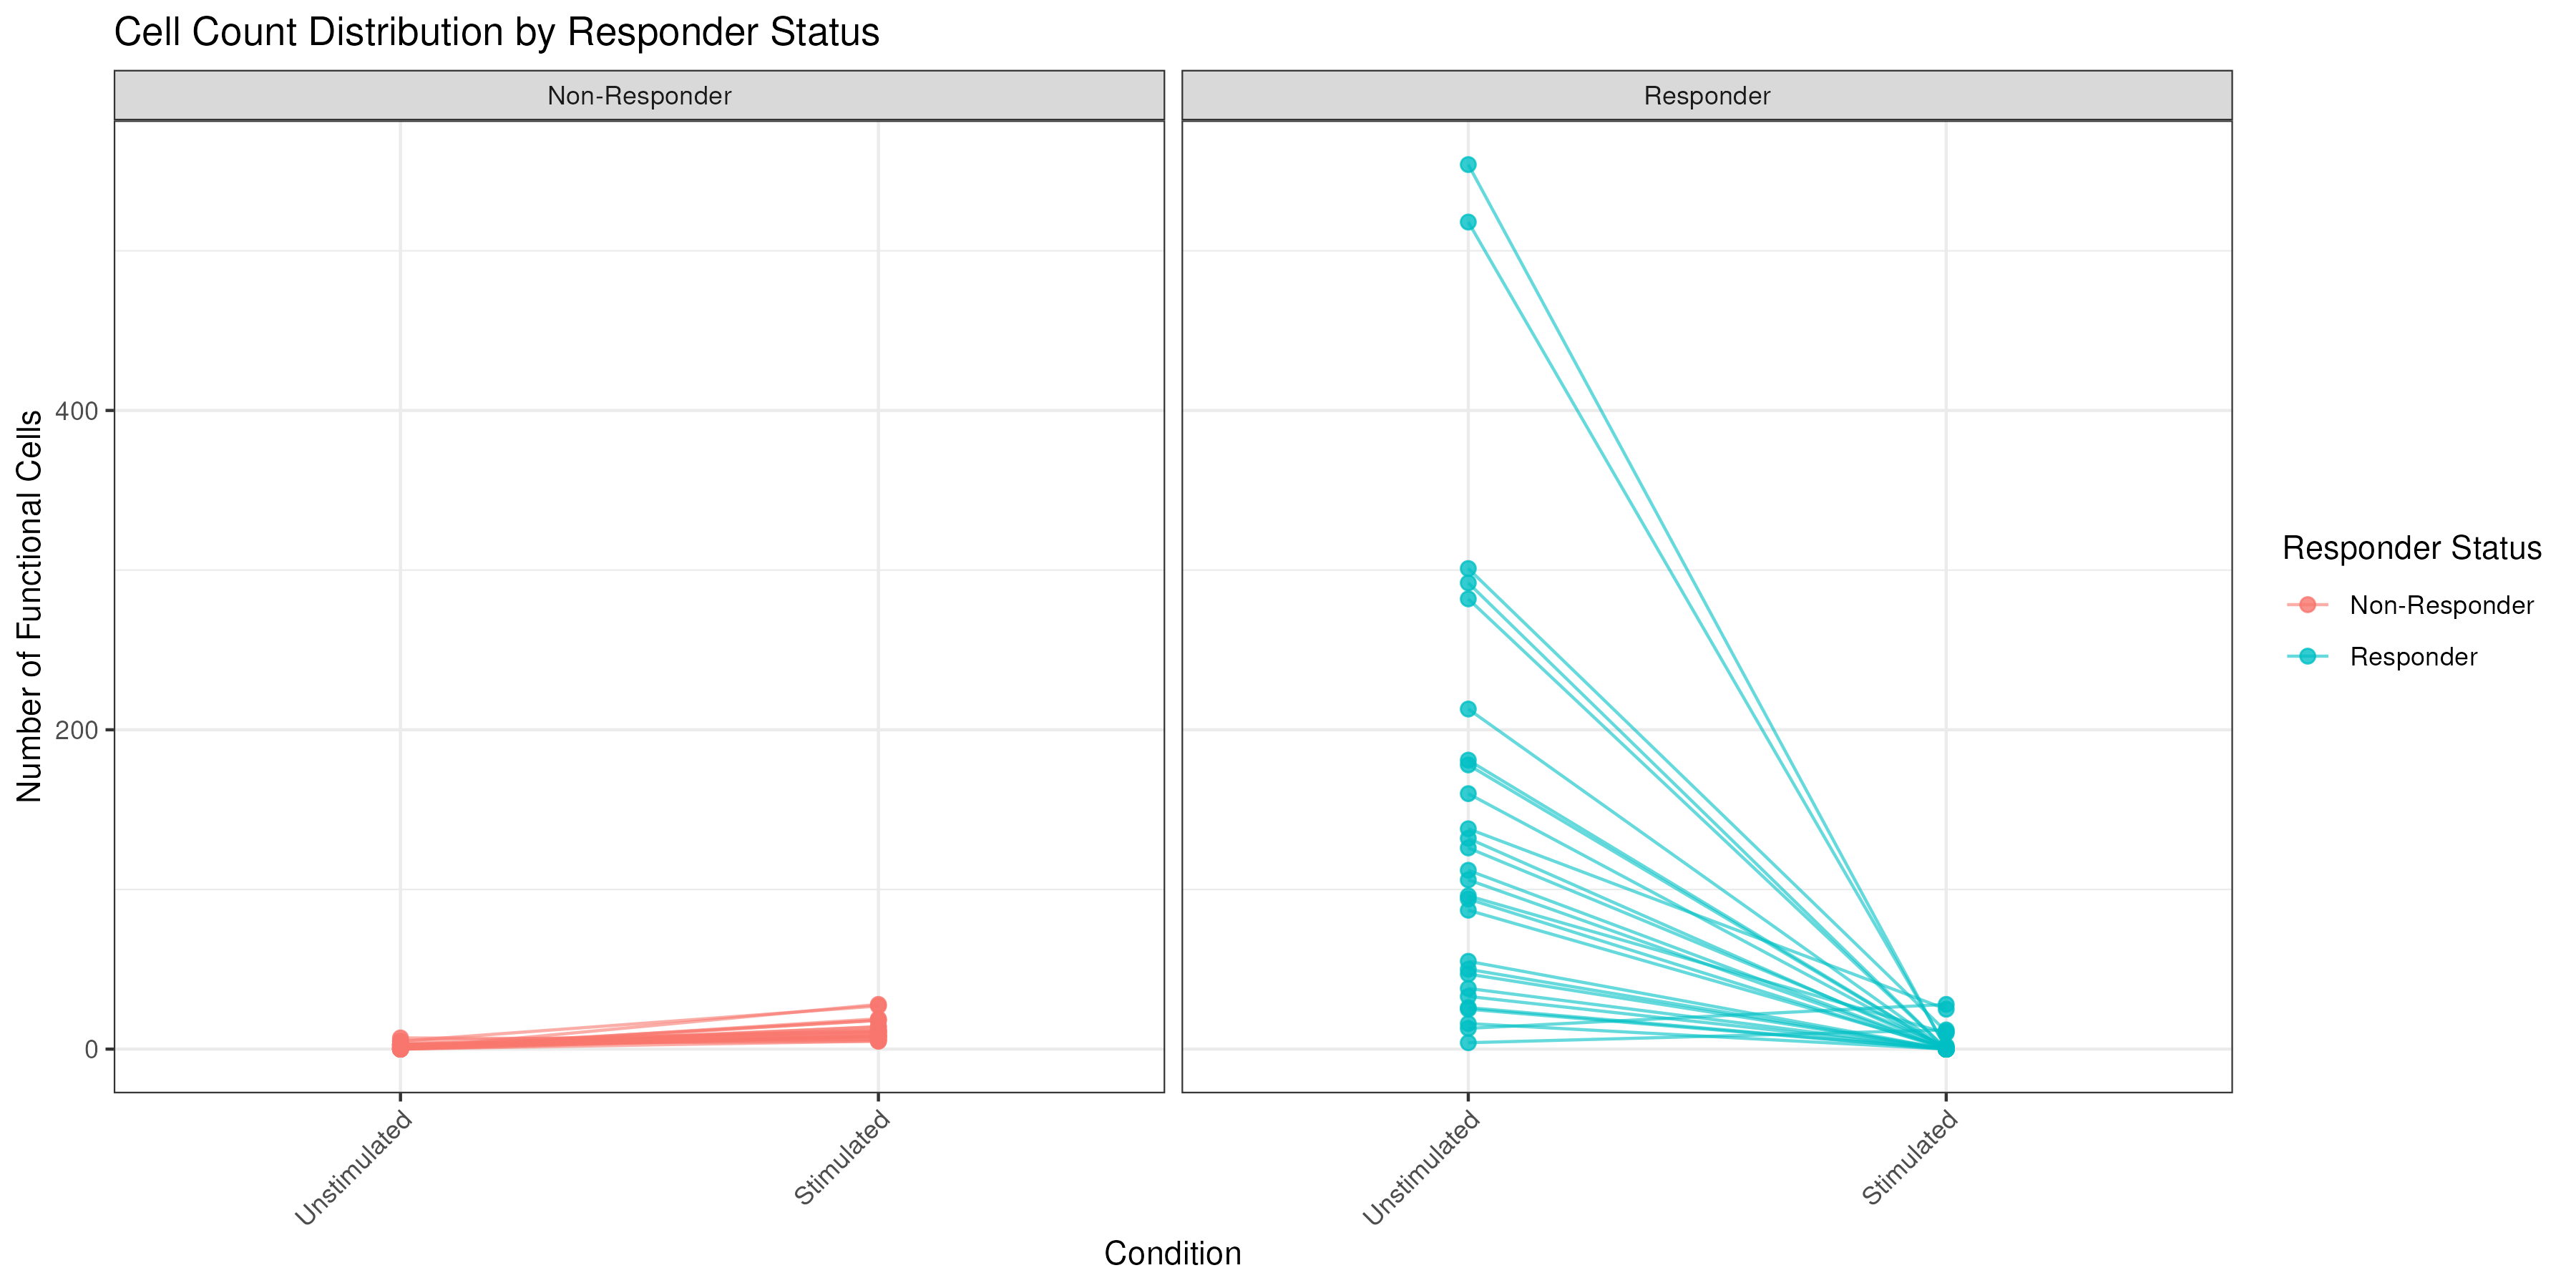 Cell Count Distribution by Responder Status
Non-Responder
Responder
Number of Functional Cells
400
200
0
Unstimulated
Stimulated
Unstimulated
Stimulated
Condition
Responder Status
Non-Responder
Responder